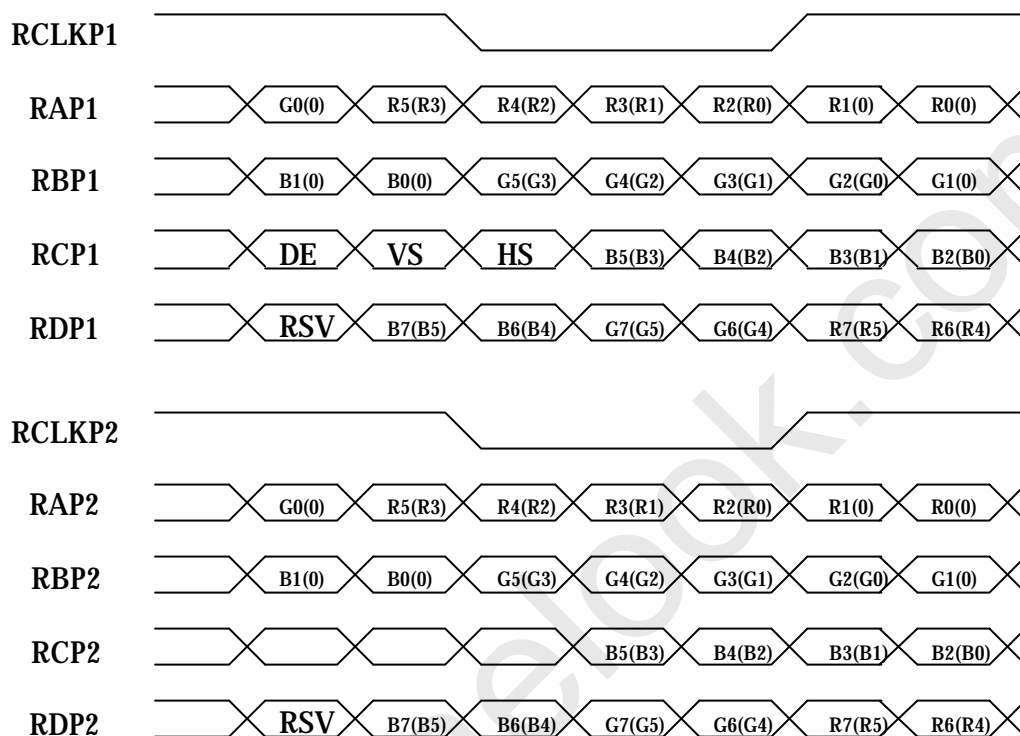 RCLKP1
RAP1 G0(0) R5(R3) R4(R2) R3(R1) R2(R0) R1(0) R0(0)
RBP1 B1(0) B0(0) G5(G3) G4(G2) G3(G1) G2(G0) G1(0)
RCP1 DE VS HS B5(B3) B4(B2) B3(B1) B2(B0)
RDP1 RSV B7(B5) B6(B4) G7(G5) G6(G4) R7(R5) R6(R4)
RCLKP2
RAP2 G0(0) R5(R3) R4(R2) R3(R1) R2(R0) R1(0) R0(0)
RBP2 B1(0) B0(0) G5(G3) G4(G2) G3(G1) G2(G0) G1(0)
RCP2 B5(B3) B4(B2) B3(B1) B2(B0)
RDP2 RSV B7(B5) B6(B4) G7(G5) G6(G4) R7(R5) R6(R4)